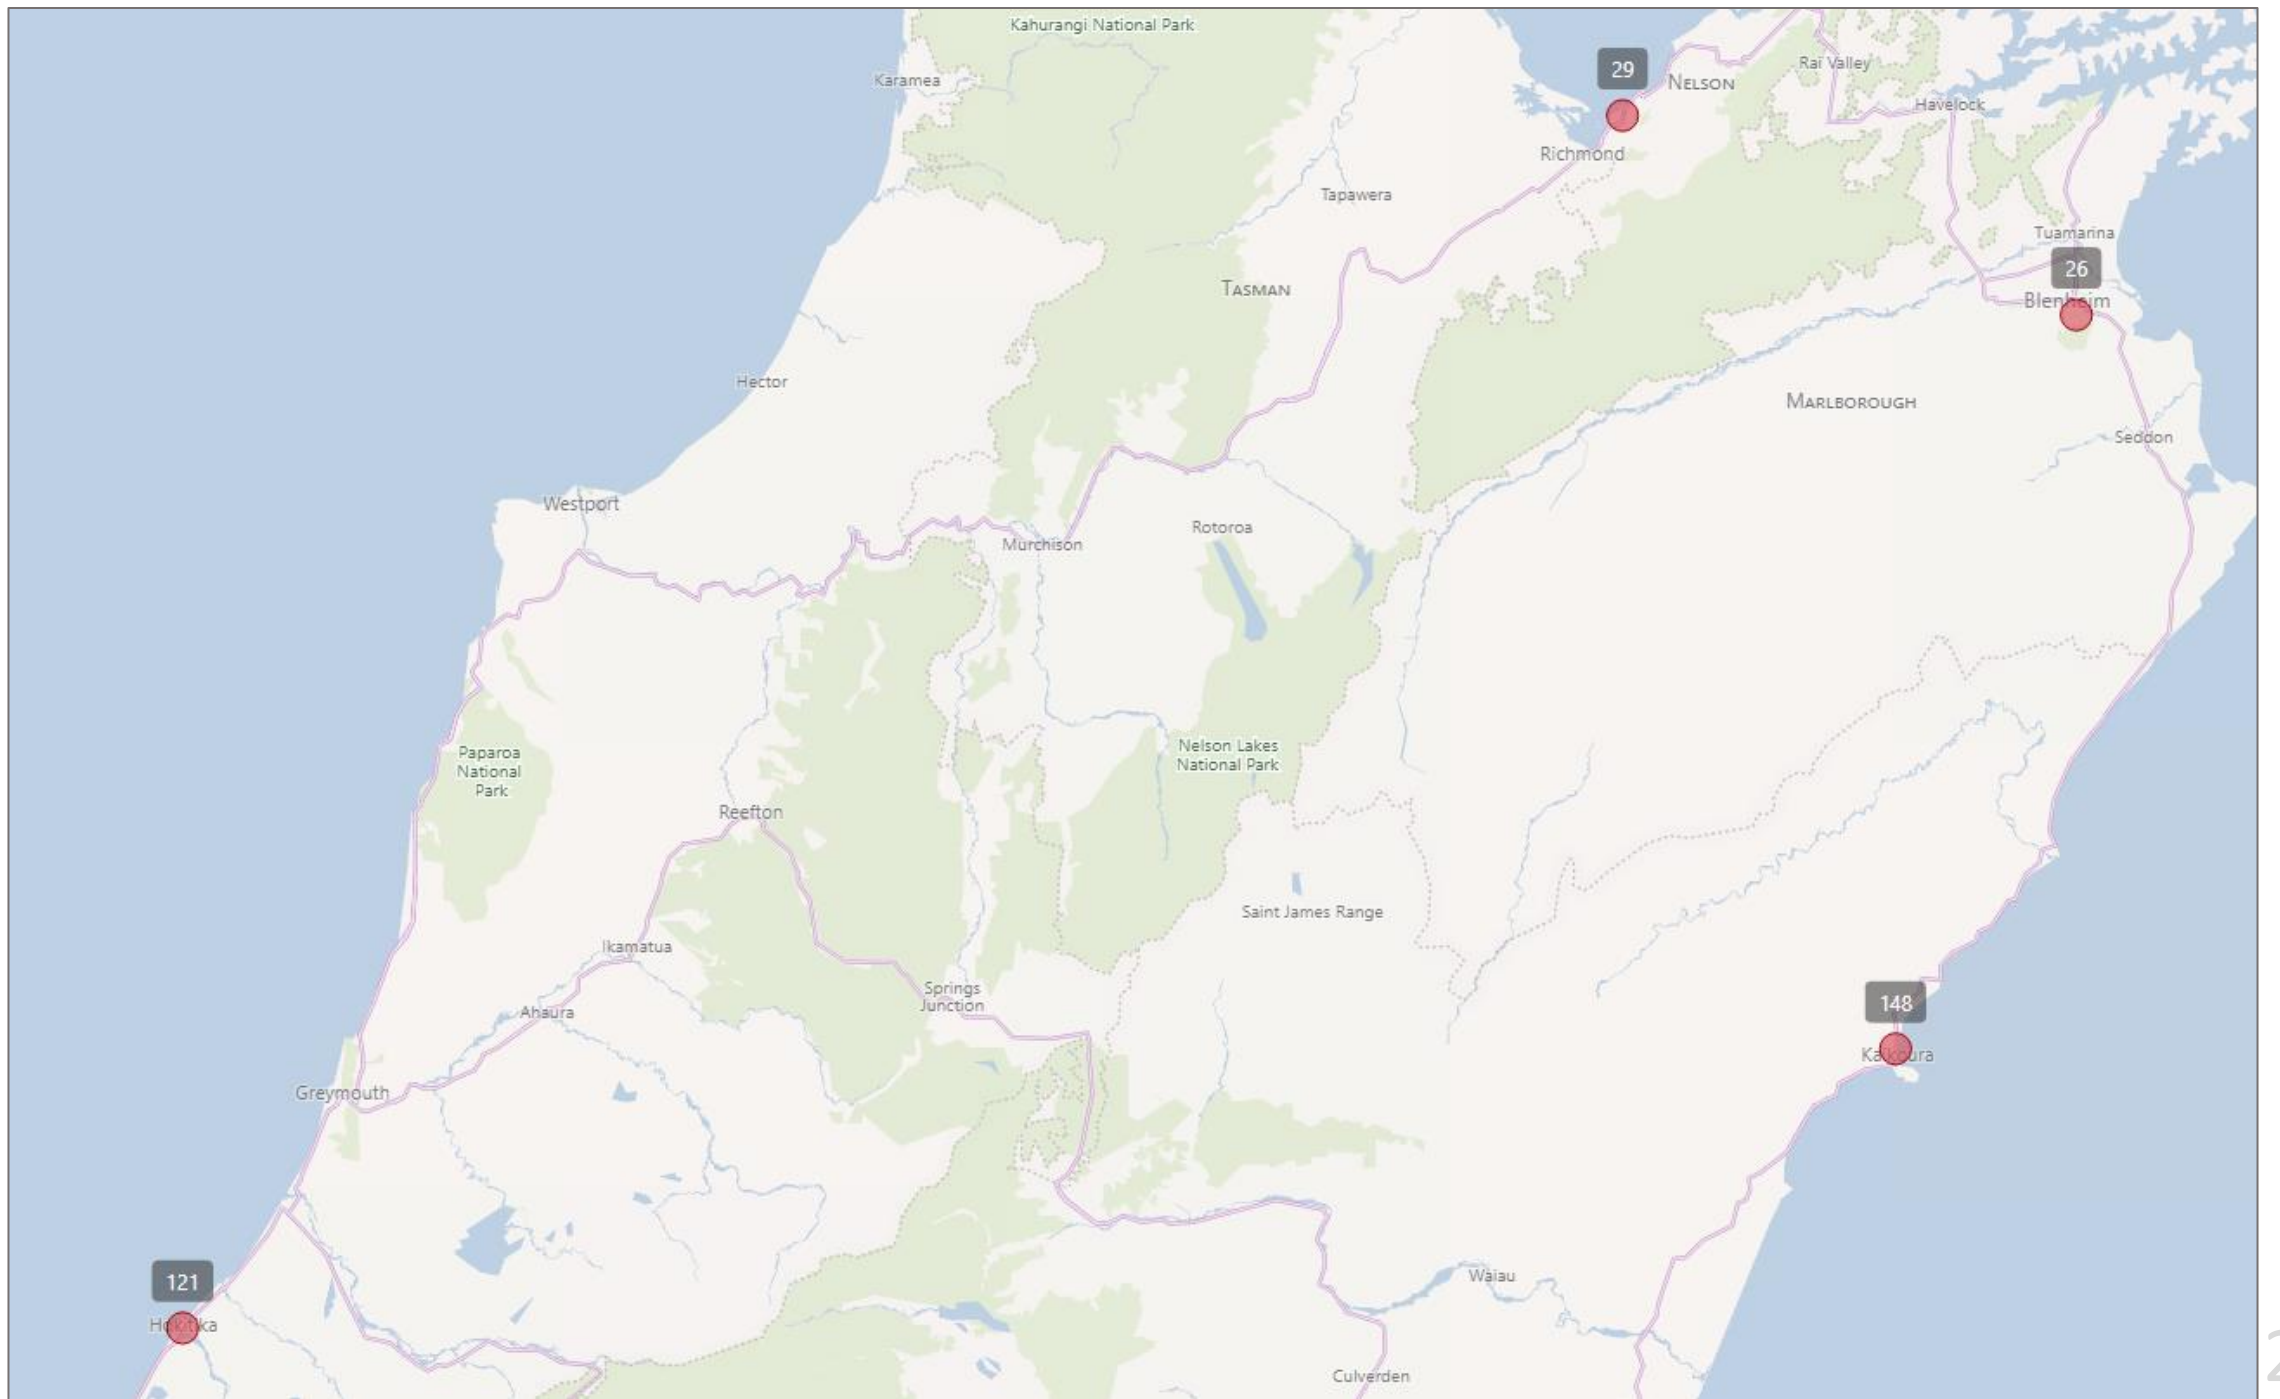 Kahurangi National Park
Karamea
29
NELSON
Rai Valley
Havelock
Richmond
Tapawera
Tuamarina
26
Blenheim
TASMAN
Hector
MARLBOROUGH
Seddon
Westport
Rotoroa
Murchison
Nelson Lakes
National Park
Paparoa
National
Park
Reefton
Saint James Range
Ikamatua
Springs
Junction
Ahaura
148
Kaikoura
Greymouth
121
Hokitika
Waiau
Culverden